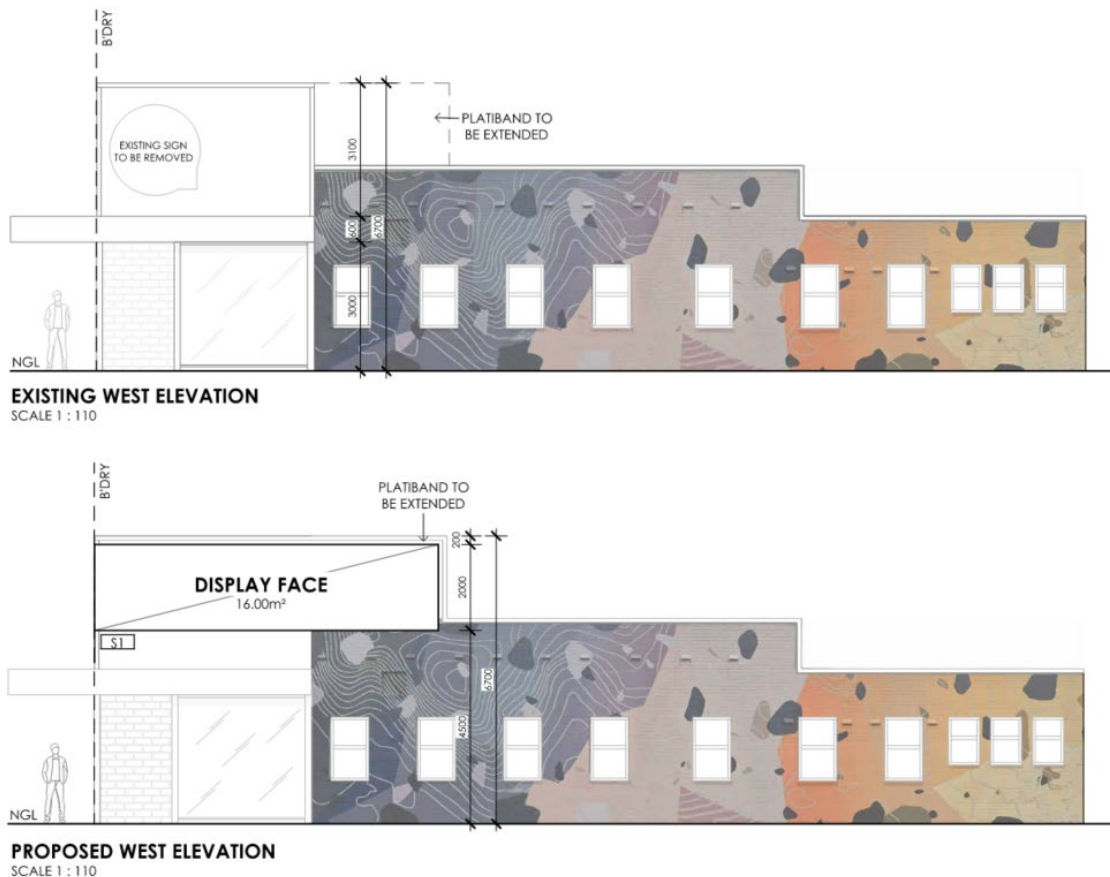 B'DRY
EXISTING SIGN
TO BE REMOVED
PLATIBAND TO
BE EXTENDED
3100
600
6700
3000
NGL
EXISTING WEST ELEVATION
SCALE 1 : 110
B'DRY
PLATIBAND TO
BE EXTENDED
200
2000
DISPLAY FACE
16.00m²
S1
6700
4500
NGL
PROPOSED WEST ELEVATION
SCALE 1 : 110